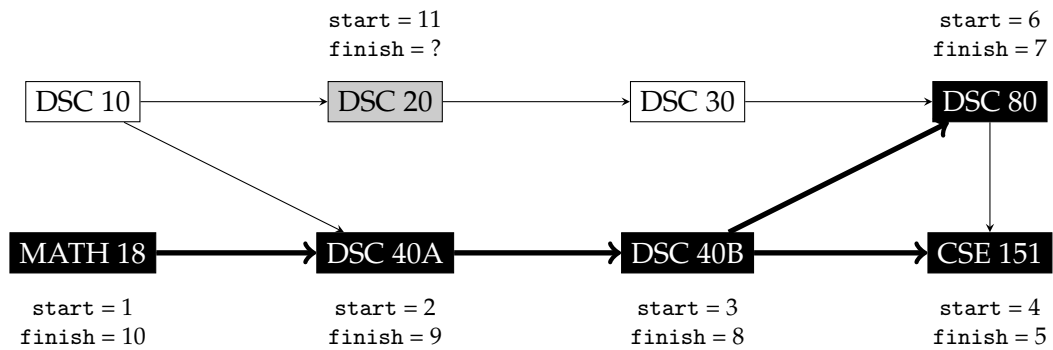 start = 11
finish = ?
start = 6
finish = 7
DSC 10
DSC 20
DSC 30
DSC 80
MATH 18
DSC 40A
DSC 40B
CSE 151
start = 1
finish = 10
start = 2
finish = 9
start = 3
finish = 8
start = 4
finish = 5